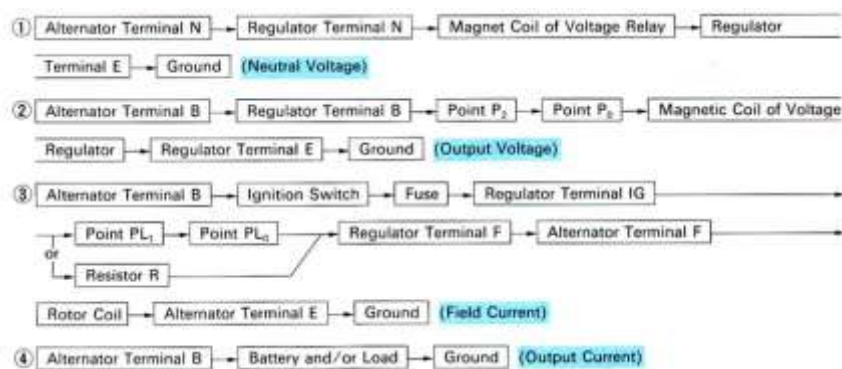 ① Alternator Terminal N Regulator Terminal N Magnet Coil of Voltage Relay Regulator
Terminal E Ground (Neutral Voltage)
② Alternator Terminal B Regulator Terminal B Point P₂ Point P₀ Magnetic Coil of Voltage
Regulator Regulator Terminal E Ground (Output Voltage)
③ Alternator Terminal B Ignition Switch Fuse Regulator Terminal IG
Point PL₁ Point PL₀ Regulator Terminal F Alternator Terminal F
or
Resistor R
Rotor Coil Alternator Terminal E Ground (Field Current)
④ Alternator Terminal B Battery and/or Load Ground (Output Current)